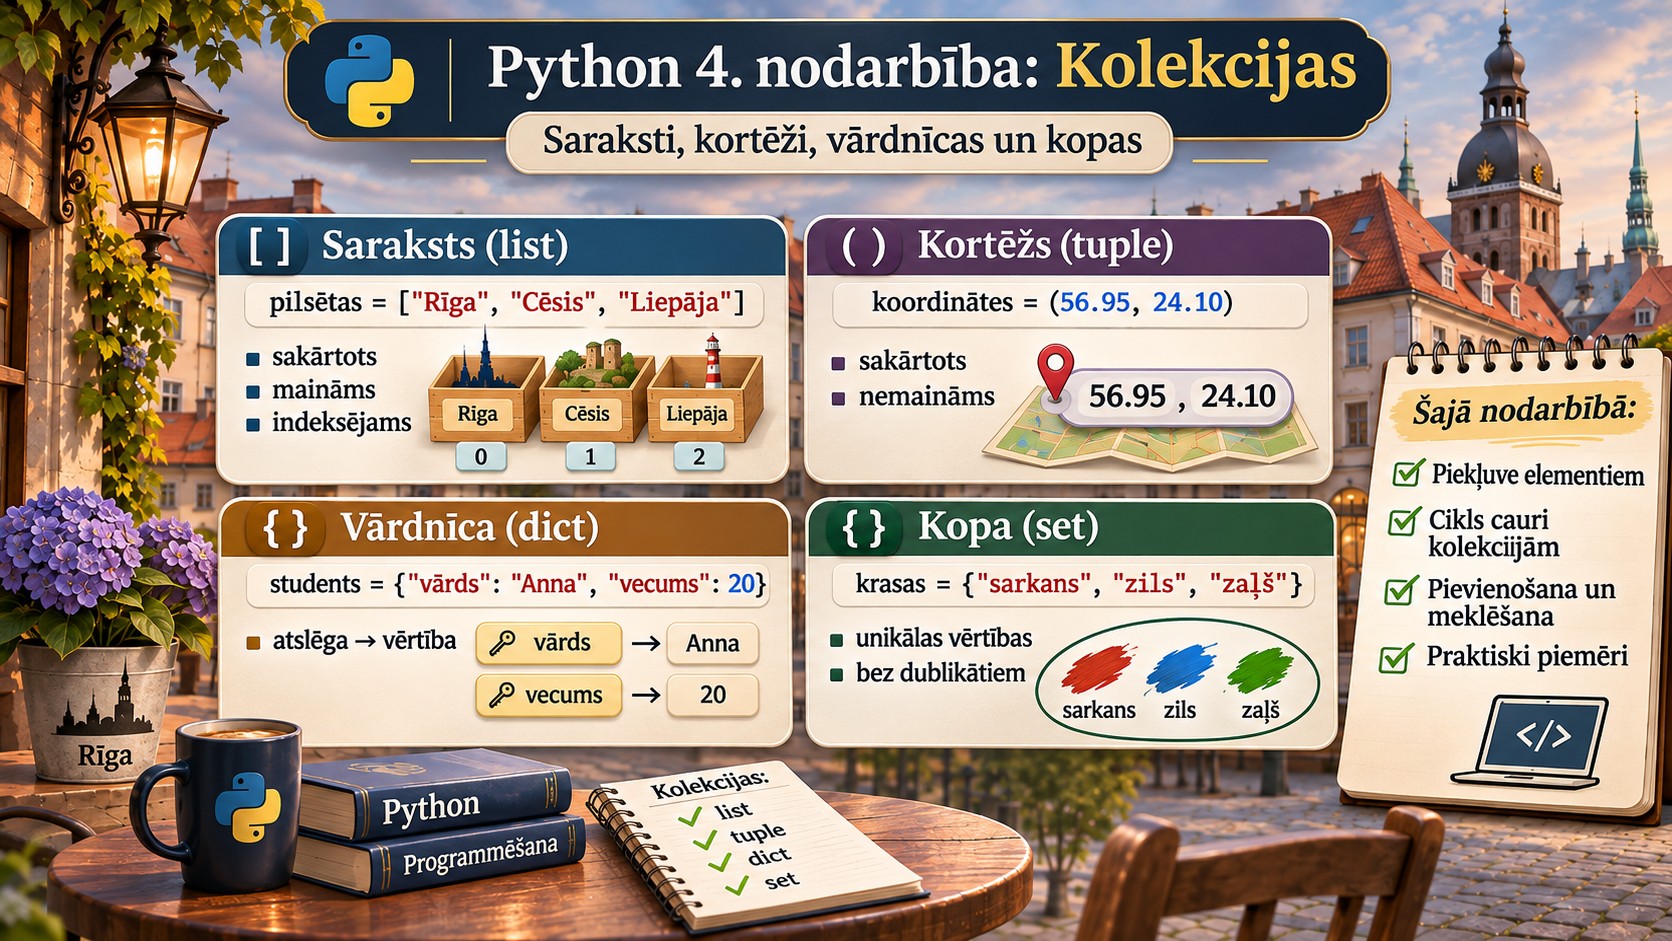 Python 4. nodarbība: Kolekcijas
Saraksti, kortēži, vārdnīcas un kopas
[ ] Saraksts (list)
pilsētas = ["Rīga", "Cēsis", "Liepāja"]
sakārtots
maināms
indeksējams
Rīga
Cēsis
Liepāja
0
1
2
( ) Kortēžs (tuple)
koordinātes = (56.95, 24.10)
sakārtots
nemaināms
56.95 , 24.10
{ } Vārdnīca (dict)
students = {"vārds": "Anna", "vecums": 20}
atslēga → vērtība
vārds → Anna
vecums → 20
{ } Kopa (set)
krasas = {"sarkans", "zils", "zaļš"}
unikālas vērtības
bez dublikātiem
sarkans
zils
zaļš
Šajā nodarbībā:
Piekļuve elementiem
Cikls cauri
kolekciijām
Pievienošana un
meklēšana
Praktiski piemēri
</>
Rīga
Python
Programmēšana
Kolekcijas:
list
tuple
dict
set